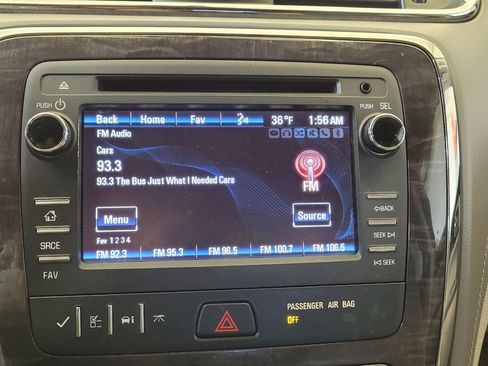 PUSH
PUSH SEL
Back Home Fav 36°F 1:56 AM
FM Audio
Cars
93.3
93.3 The Bus Just What I Needed Cars
FM
Menu
Source
Fav 1 2 3 4
FM 92.3 FM 95.3 FM 96.5 FM 100.7 FM 106.5
SRCE
FAV
BACK
SEEK
SEEK
PASSENGER AIR BAG
OFF